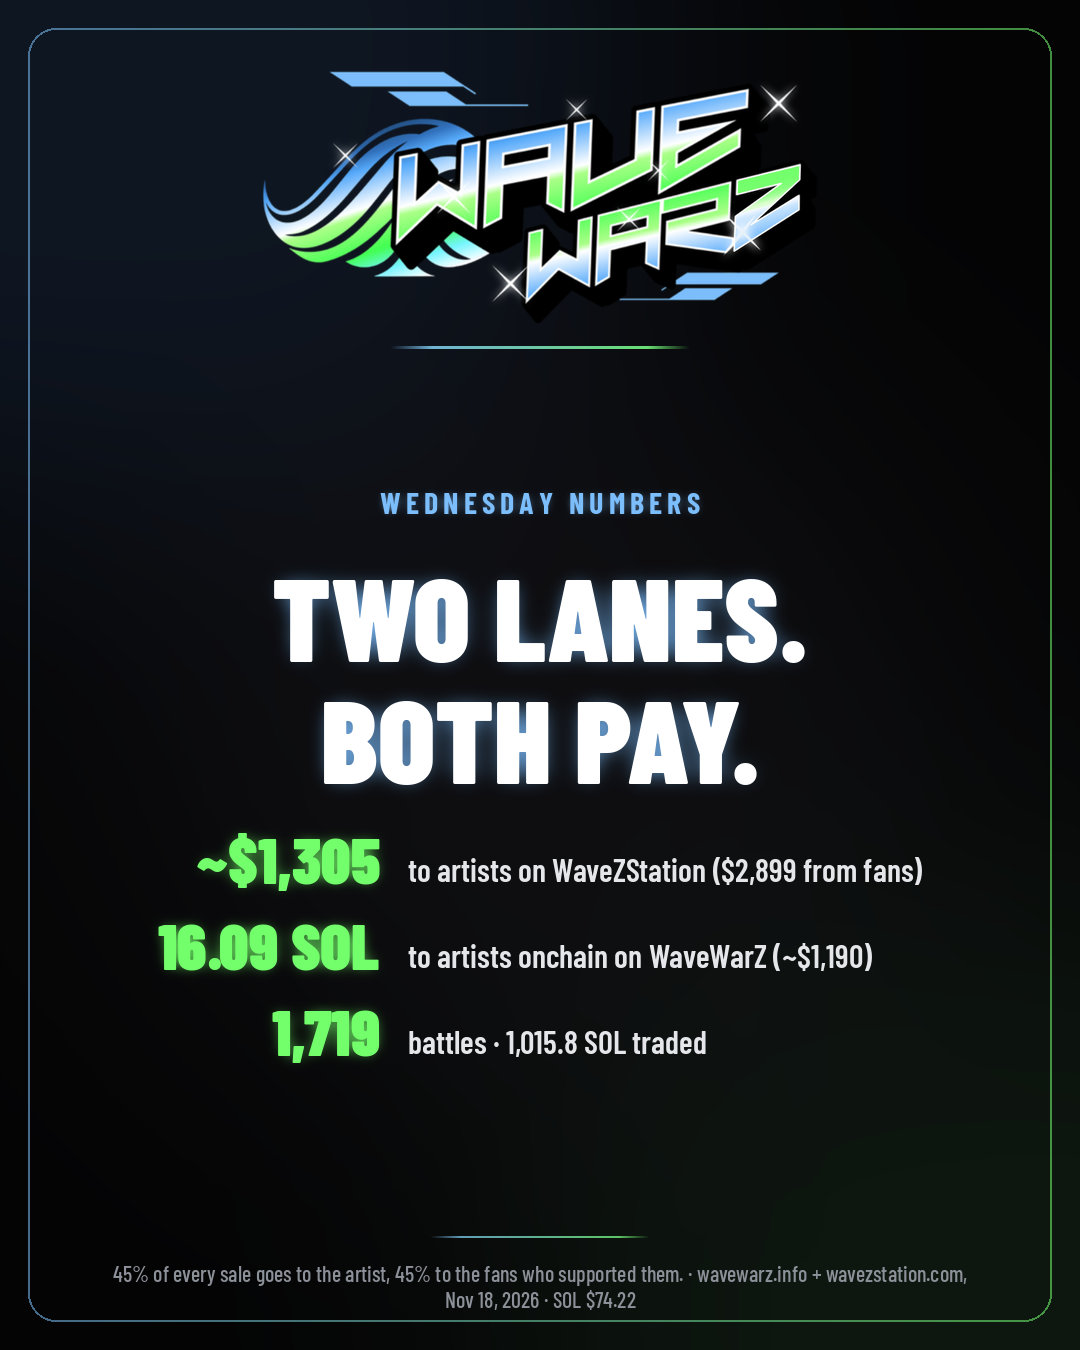 WAVE
WARZ
WEDNESDAY NUMBERS
TWO LANES.
BOTH PAY.
~$1,305 to artists on WaveZStation ($2,899 from fans)
16.09 SOL to artists onchain on WaveWarZ (~$1,190)
1,719 battles · 1,015.8 SOL traded
45% of every sale goes to the artist, 45% to the fans who supported them. · wavewarz.info + wavezstation.com,
Nov 18, 2026 · SOL $74.22